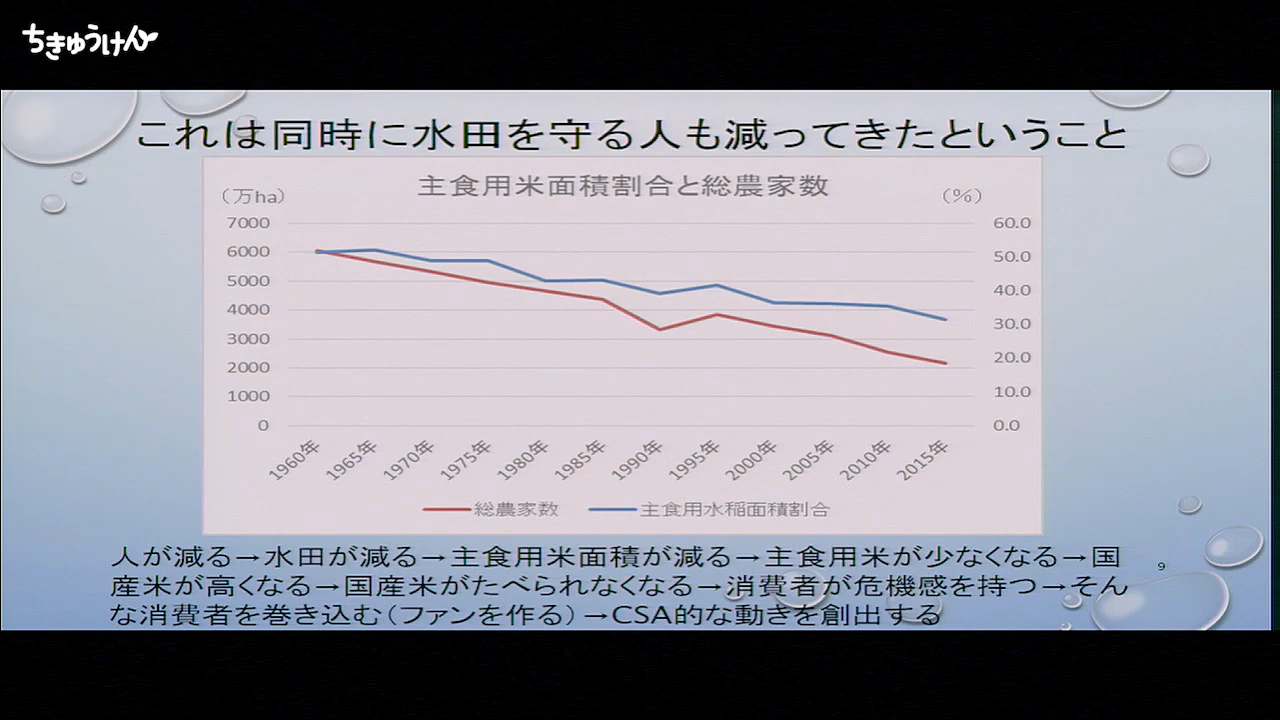 ちきゅうけん
これは同時に水田を守る人も減ってきたということ
主食用米面積割合と総農家数
（万ha）
（%）
7000
6000
5000
4000
3000
2000
1000
0
60.0
50.0
40.0
30.0
20.0
10.0
0.0
1960年
1965年
1970年
1975年
1980年
1985年
1990年
1995年
2000年
2005年
2010年
2015年
総農家数
主食用水稲面積割合
人が減る→水田が減る→主食用米面積が減る→主食用米が少なくなる→国
産米が高くなる→国産米がたべられなくなる→消費者が危機感を持つ→そん
な消費者を巻き込む（ファンを作る）→CSA的な動きを創出する
9